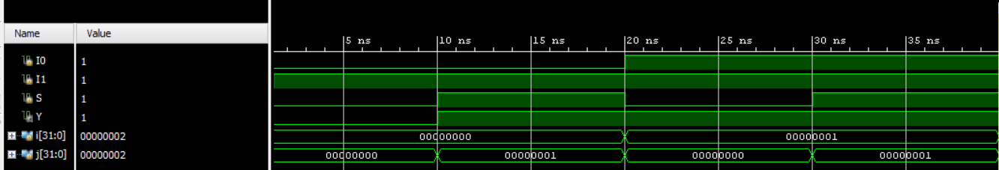 Name Value
5 ns 10 ns 15 ns 20 ns 25 ns 30 ns 35 ns
I0 1
I1 1
S 1
Y 1
i[31:0] 00000002 00000000 00000001
j[31:0] 00000002 00000000 00000001 00000000 00000001